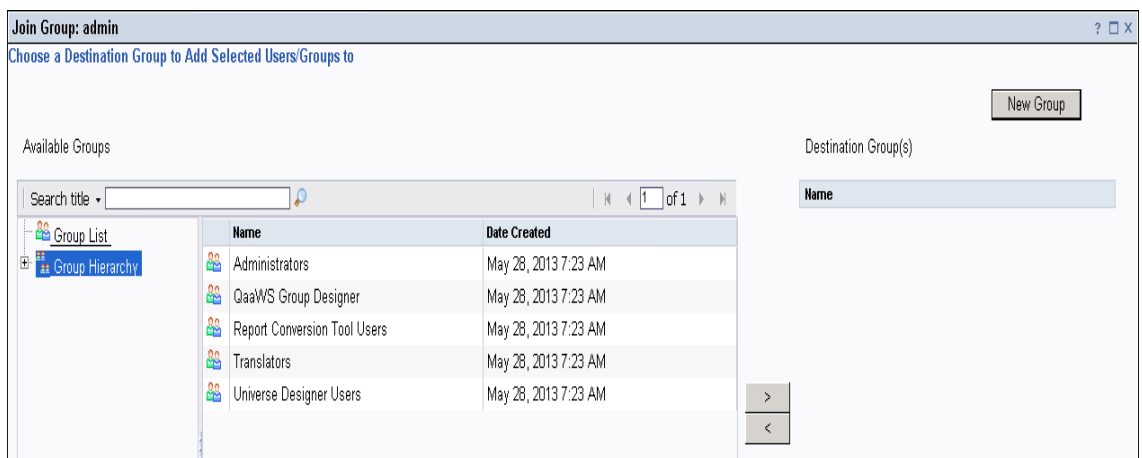 Join Group: admin
? X
Choose a Destination Group to Add Selected Users/Groups to
New Group
Available Groups
Destination Group(s)
Search title
1 of 1
Name
Group List
Group Hierarchy
Name Date Created
Administrators May 28, 2013 7:23 AM
QaaWS Group Designer May 28, 2013 7:23 AM
Report Conversion Tool Users May 28, 2013 7:23 AM
Translators May 28, 2013 7:23 AM
Universe Designer Users May 28, 2013 7:23 AM
>
<